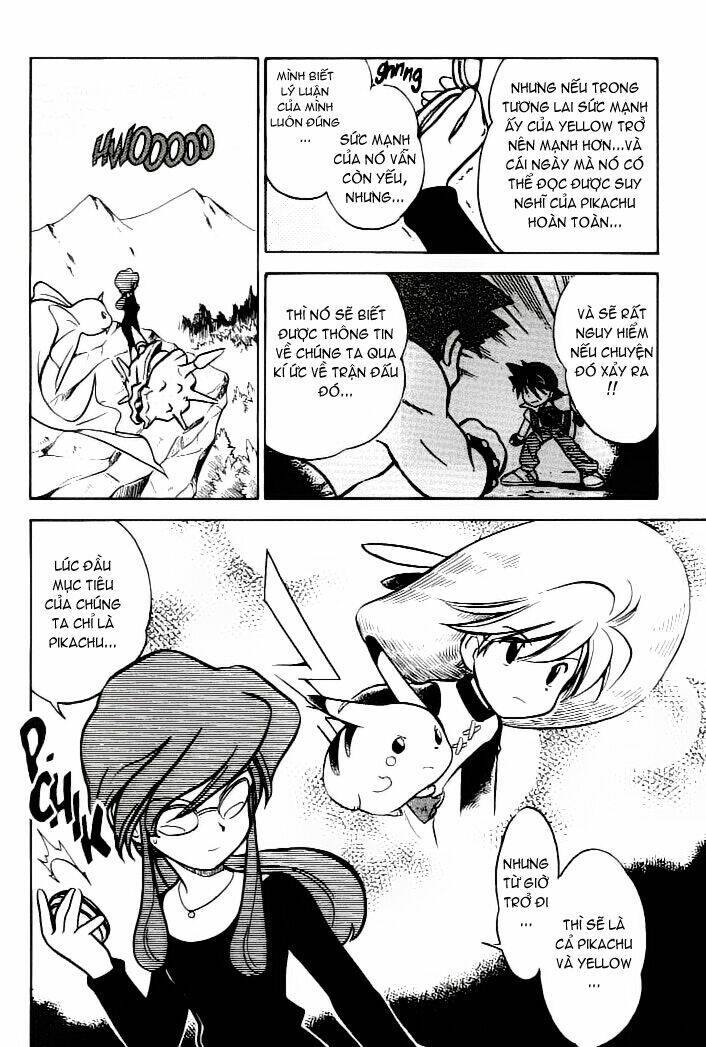 NHƯNG NẾU TRONG
TƯƠNG LAI SỨC MẠNH
ẤY CỦA YELLOW TRỞ
NÊN MẠNH HƠN...VÀ
CÁI NGÀY MÀ NÓ CÓ
THỂ ĐỌC ĐƯỢC SUY
NGHĨ CỦA PIKACHU
HOÀN TOÀN...
gnnng
MÌNH BIẾT
LÝ LUẬN
CỦA MÌNH
LUÔN ĐÚNG
...
SỨC MẠNH
CỦA NÓ VẪN
CÒN YẾU,
NHƯNG...
HWOOOOO
VÀ SẼ RẤT
NGUY HIỂM
NẾU CHUYỆN
ĐÓ XẢY RA
!!
THÌ NÓ SẼ BIẾT
ĐƯỢC THÔNG TIN
VỀ CHÚNG TA QUA
KÍ ỨC VỀ TRẬN ĐẤU
ĐÓ...
LÚC ĐẦU
MỤC TIÊU
CỦA CHÚNG
TA CHỈ LÀ
PIKACHU...
P.CHIK
NHƯNG
TỪ GIỜ
TRỞ ĐI
...
THÌ SẼ LÀ
CẢ PIKACHU
VÀ YELLOW
...